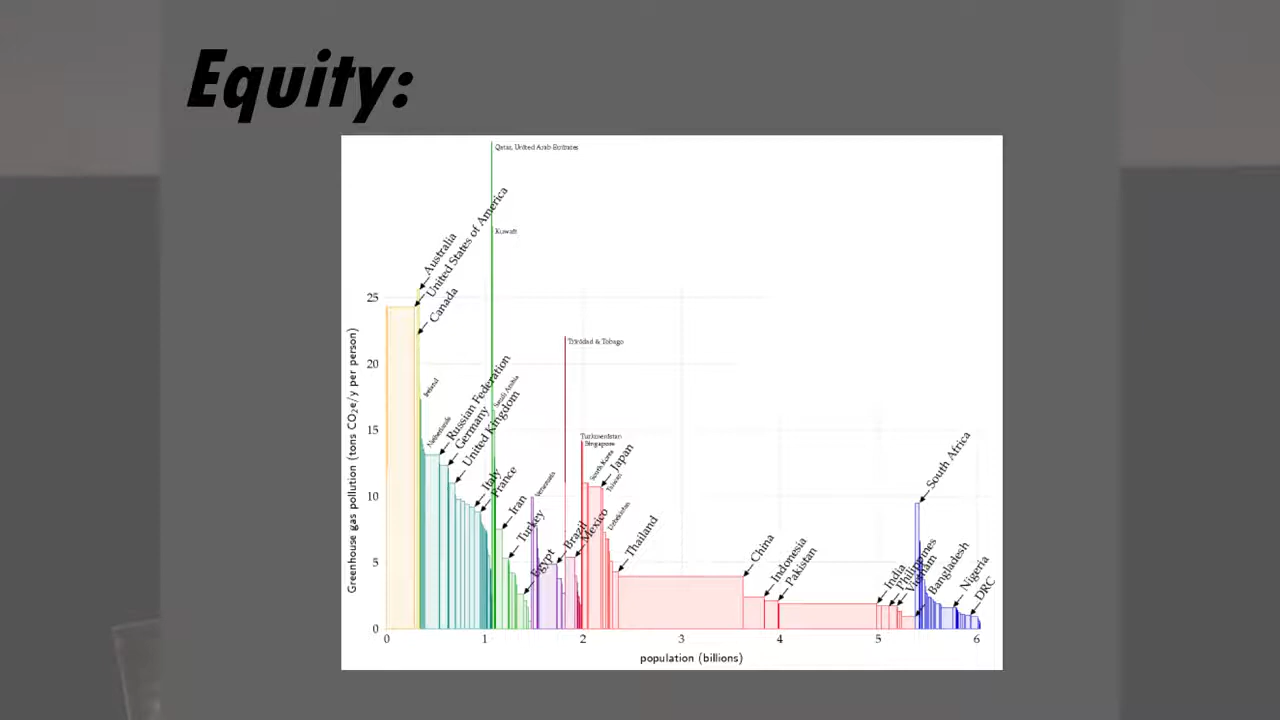 Equity:
Qatar, United Arab Emirates
Kuwait
Australia
United States of America
Canada
Trinidad & Tobago
Ireland
Netherlands
Russian Federation
Germany
United Kingdom
Saudi Arabia
Italy
France
Iran
Turkey
Egypt
Venezuela
Brazil
Mexico
Turkmenistan
Singapore
South Korea
Japan
Taiwan
Uzbekistan
Thailand
China
Indonesia
Pakistan
India
Philippines
Vietnam
Bangladesh
South Africa
Nigeria
DRC
25
20
15
10
5
0
Greenhouse gas pollution (tons CO₂e/y per person)
0 1 2 3 4 5 6
population (billions)